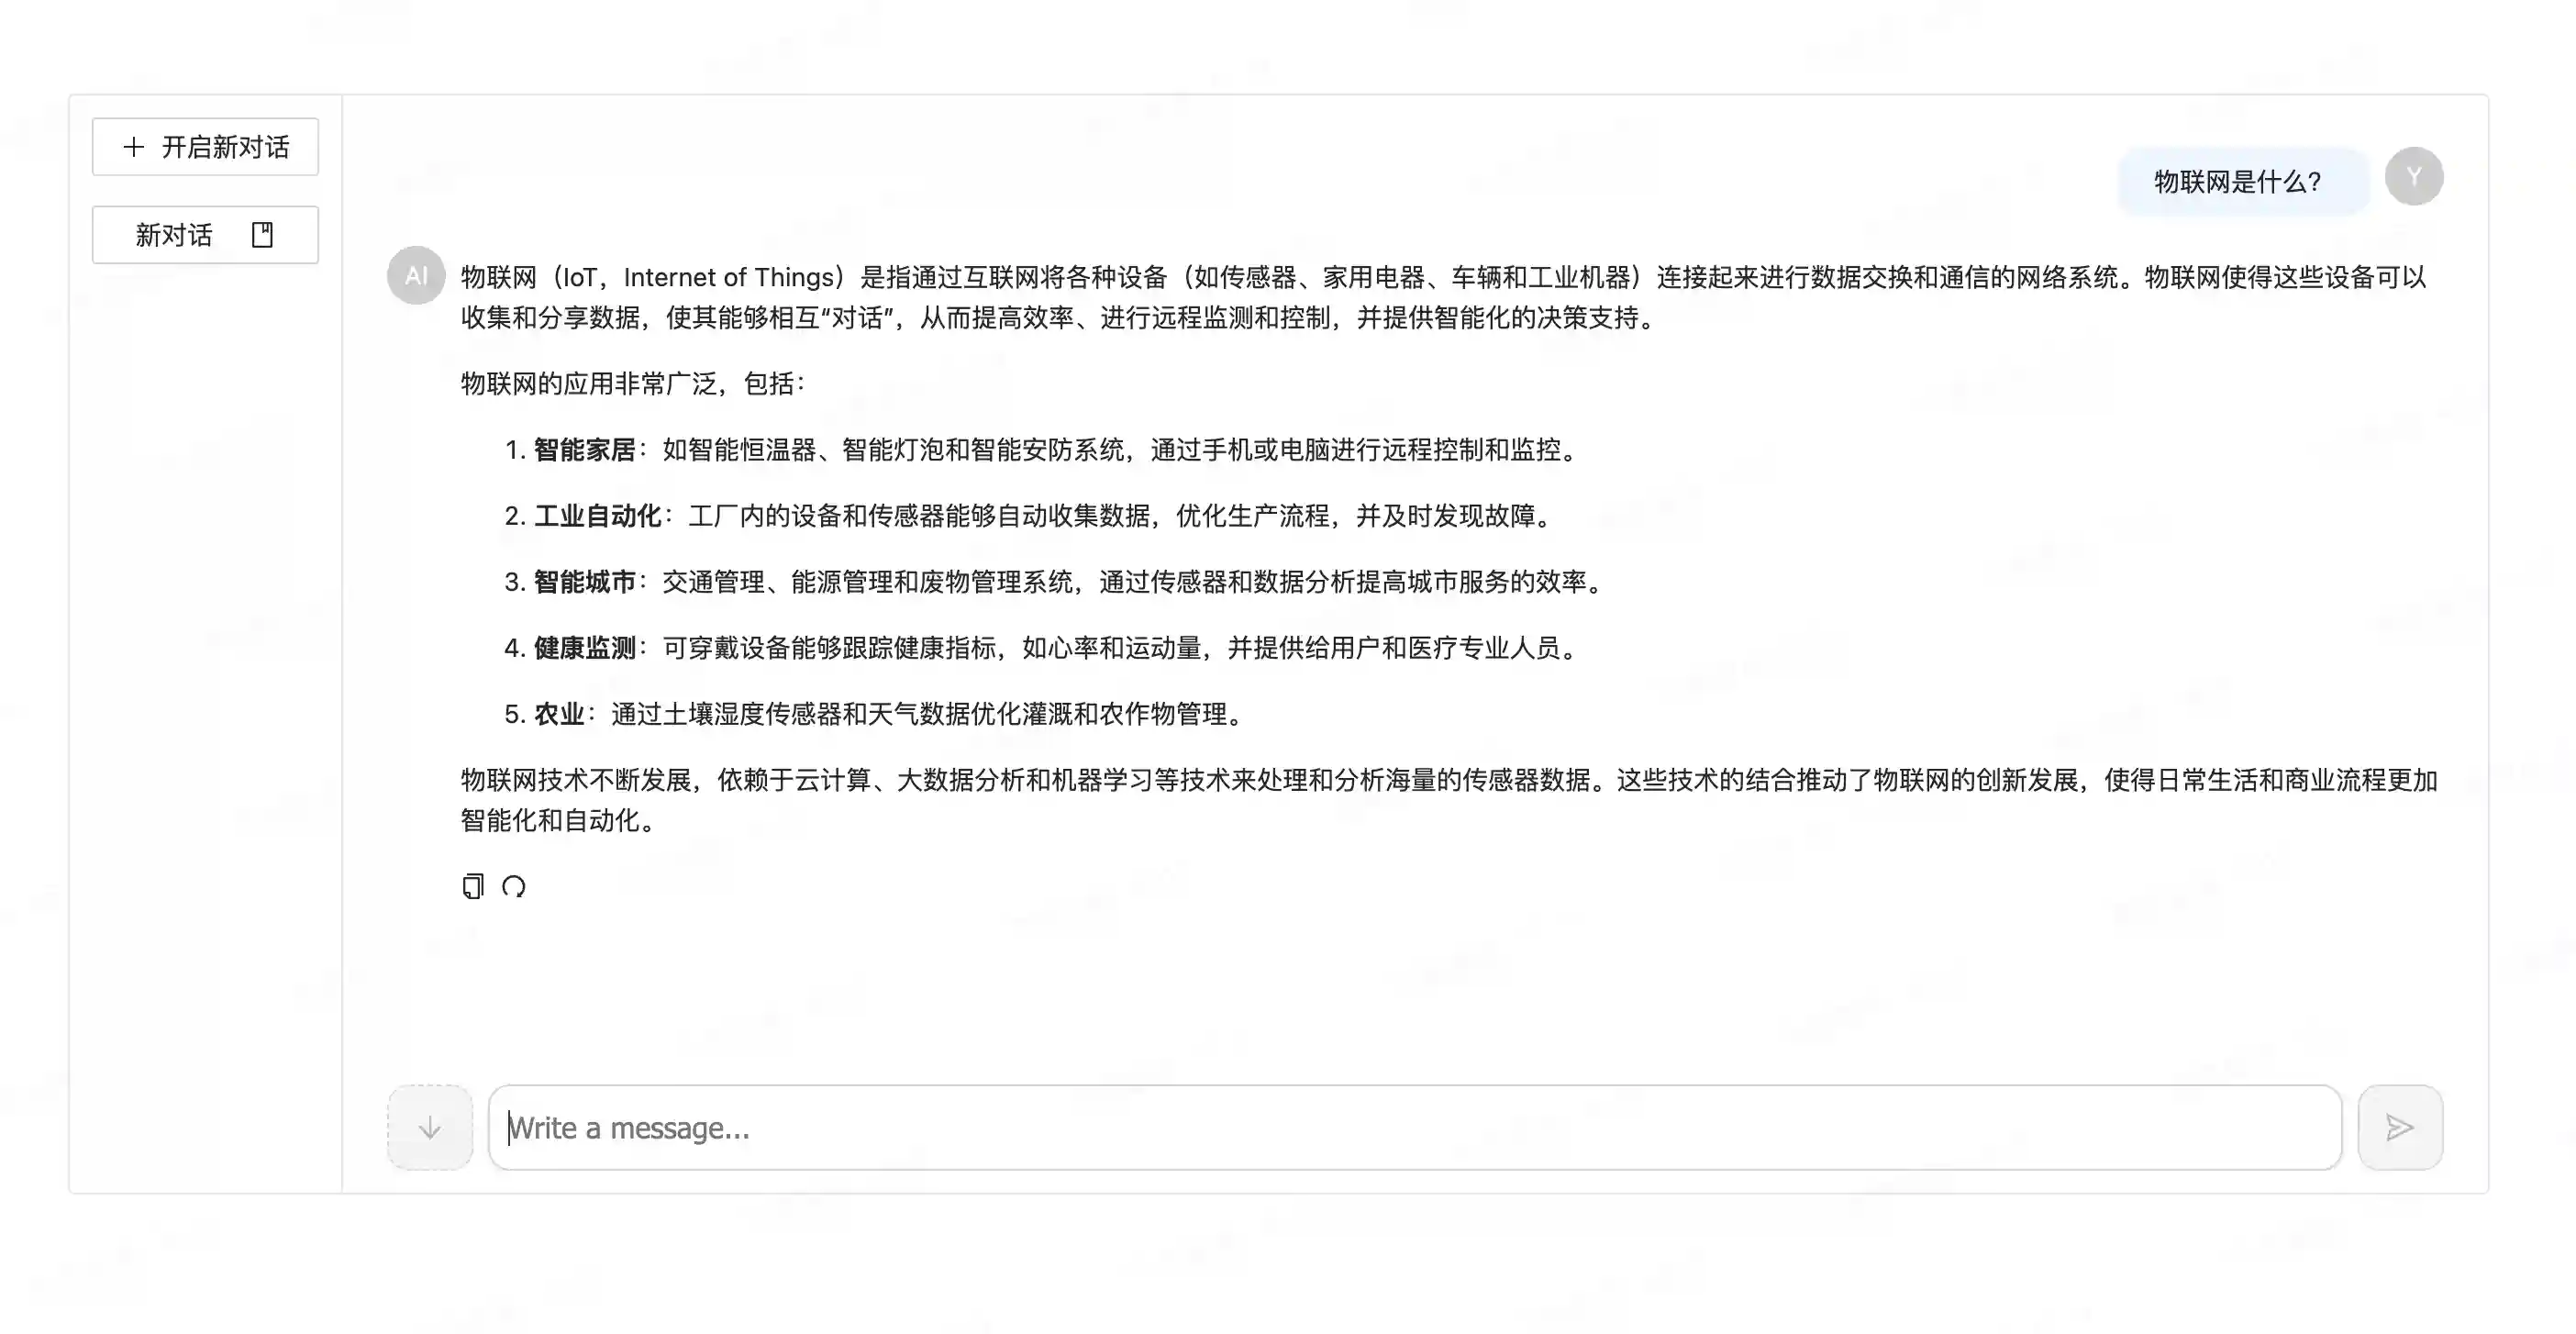 开启新对话
新对话
物联网是什么?
Y
AI
物联网（IoT，Internet of Things）是指通过互联网将各种设备（如传感器、家用电器、车辆和工业机器）连接起来进行数据交换和通信的网络系统。物联网使得这些设备可以
收集和分享数据，使其能够相互“对话”，从而提高效率、进行远程监测和控制，并提供智能化的决策支持。
物联网的应用非常广泛，包括：
1. 智能家居：如智能恒温器、智能灯泡和智能安防系统，通过手机或电脑进行远程控制和监控。
2. 工业自动化：工厂内的设备和传感器能够自动收集数据，优化生产流程，并及时发现故障。
3. 智能城市：交通管理、能源管理和废物管理系统，通过传感器和数据分析提高城市服务的效率。
4. 健康监测：可穿戴设备能够跟踪健康指标，如心率和运动量，并提供给用户和医疗专业人员。
5. 农业：通过土壤湿度传感器和天气数据优化灌溉和农作物管理。
物联网技术不断发展，依赖于云计算、大数据分析和机器学习等技术来处理和分析海量的传感器数据。这些技术的结合推动了物联网的创新发展，使得日常生活和商业流程更加
智能化和自动化。
Write a message...